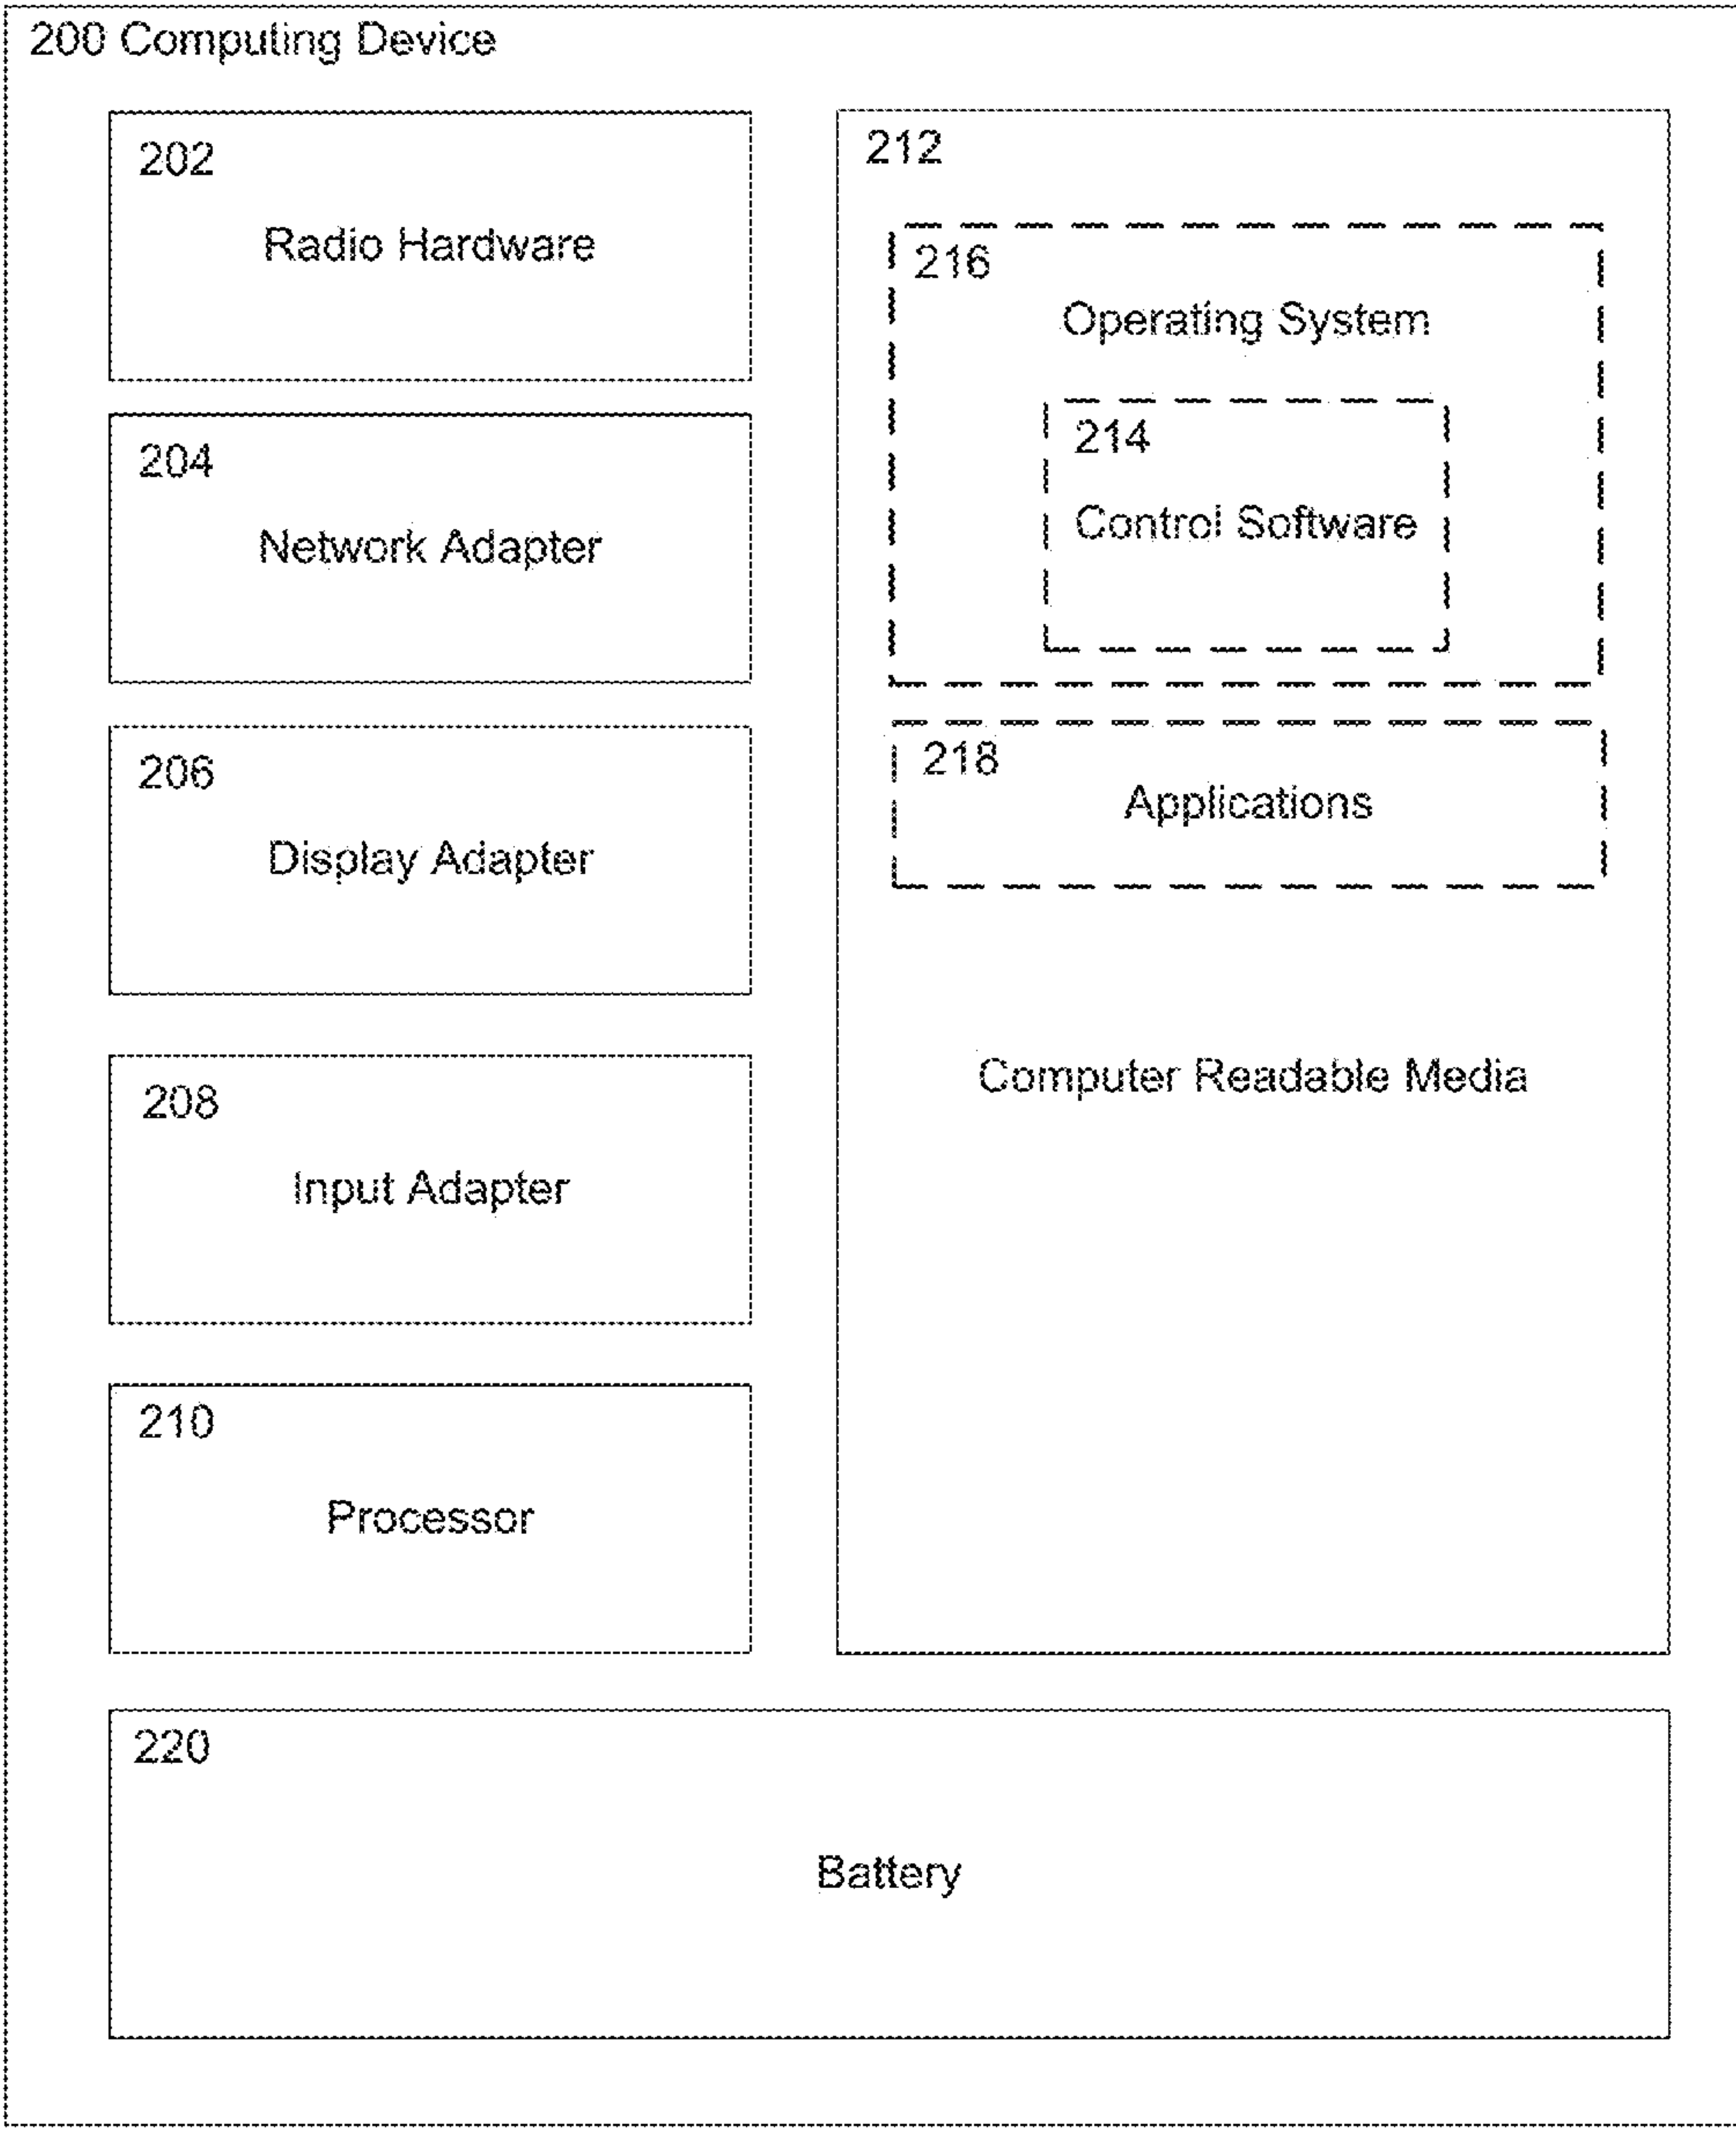 200 Computing Device
202
Radio Hardware
204
Network Adapter
206
Display Adapter
208
Input Adapter
210
Processor
212
216
Operating System
214
Control Software
218
Applications
Computer Readable Media
220
Battery